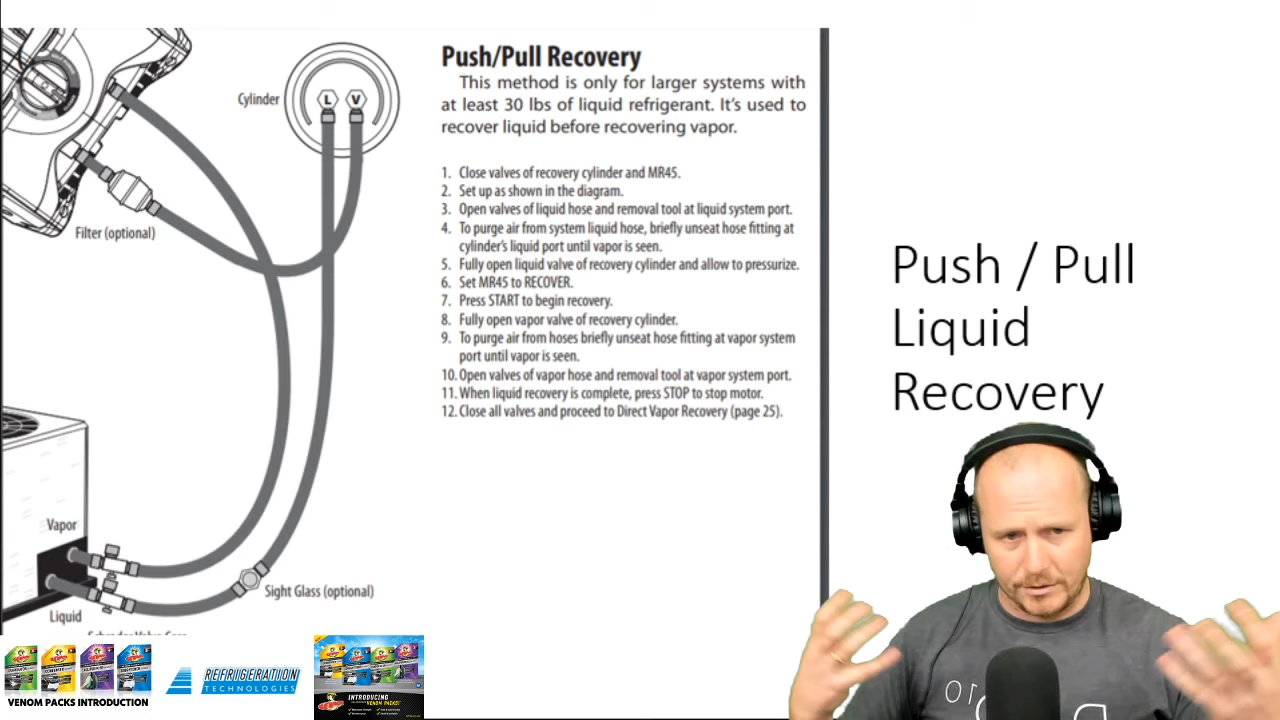 Push/Pull Recovery
This method is only for larger systems with
at least 30 lbs of liquid refrigerant. It's used to
recover liquid before recovering vapor.
1. Close valves of recovery cylinder and MR45.
2. Set up as shown in the diagram.
3. Open valves of liquid hose and removal tool at liquid system port.
4. To purge air from system liquid hose, briefly unseat hose fitting at
cylinder's liquid port until vapor is seen.
5. Fully open liquid valve of recovery cylinder and allow to pressurize.
6. Set MR45 to RECOVER.
7. Press START to begin recovery.
8. Fully open vapor valve of recovery cylinder.
9. To purge air from hoses briefly unseat hose fitting at vapor system
port until vapor is seen.
10. Open valves of vapor hose and removal tool at vapor system port.
11. When liquid recovery is complete, press STOP to stop motor.
12. Close all valves and proceed to Direct Vapor Recovery (page 25).
Cylinder
L V
Filter (optional)
Vapor
Sight Glass (optional)
Liquid
Push / Pull
Liquid
Recovery
VENOM PACKS INTRODUCTION
REFRIGERATION
TECHNOLOGIES
INTRODUCING
VENOM PACKS!